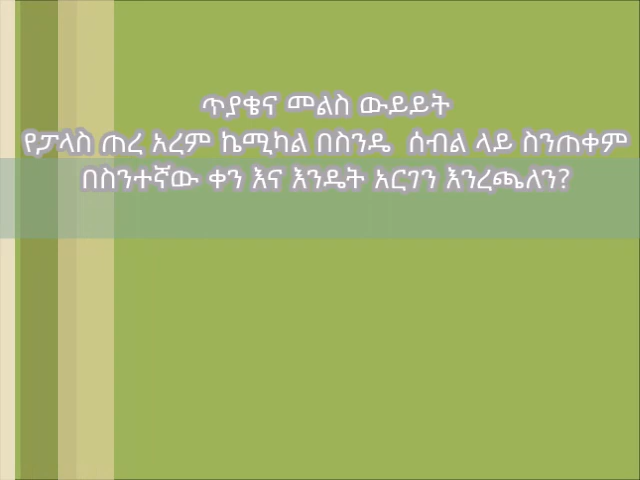 ጥያቄና መልስ ውይይት
የፓላስ ጠረ አረም ኬሚካል በስንዴ ሰብል ላይ ስንጠቀም
በስንተኛው ቀን እና እንዴት አርገን እንረጫለን?